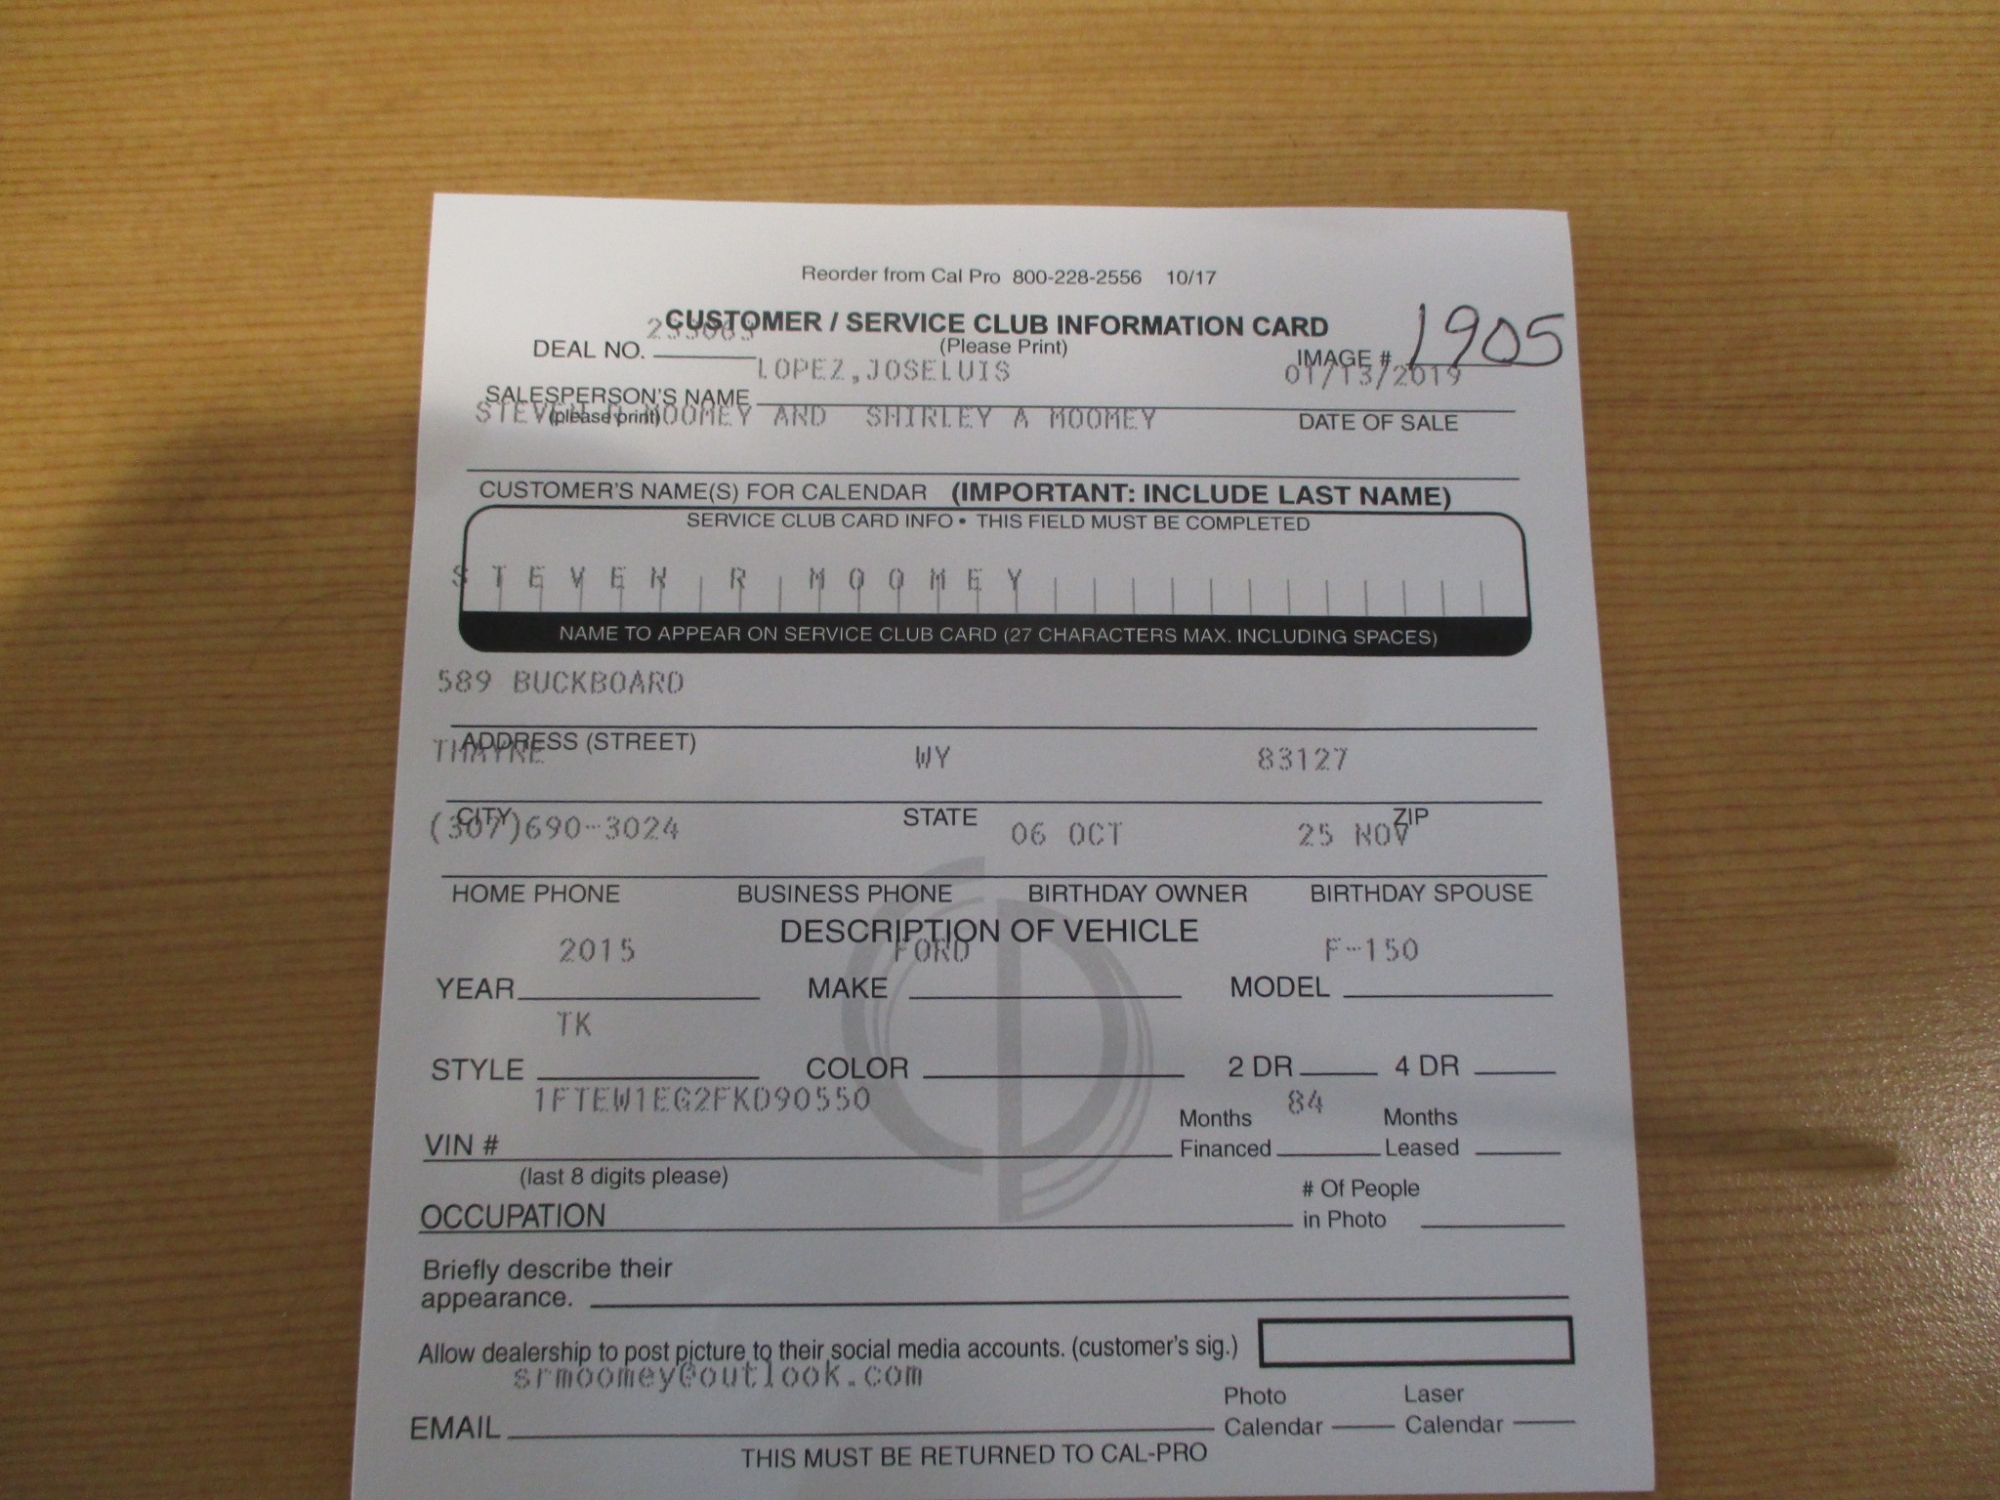 Reorder from Cal Pro 800-228-2556 10/17
CUSTOMER / SERVICE CLUB INFORMATION CARD
(Please Print)
DEAL NO.
IMAGE # 1905
LOPEZ,JOSELUIS 01/13/2019
SALESPERSON'S NAME
(please print)
DATE OF SALE
STEVEN R MOOMEY AND SHIRLEY A MOOMEY
CUSTOMER'S NAME(S) FOR CALENDAR (IMPORTANT: INCLUDE LAST NAME)
SERVICE CLUB CARD INFO • THIS FIELD MUST BE COMPLETED
STEVEN R MOOMEY
NAME TO APPEAR ON SERVICE CLUB CARD (27 CHARACTERS MAX. INCLUDING SPACES)
589 BUCKBOARD
ADDRESS (STREET)
THAYNE WY 83127
CITY STATE ZIP
(307)690-3024 06 OCT 25 NOV
HOME PHONE BUSINESS PHONE BIRTHDAY OWNER BIRTHDAY SPOUSE
DESCRIPTION OF VEHICLE
2015 FORD F-150
YEAR MAKE MODEL
TK
STYLE COLOR 2 DR 4 DR
1FTEW1EG2FKD90550 84
VIN # Months Financed Months Leased
(last 8 digits please)
OCCUPATION # Of People in Photo
Briefly describe their
appearance.
Allow dealership to post picture to their social media accounts. (customer's sig.)
srmoomey@outlook.com
EMAIL Photo Calendar Laser Calendar
THIS MUST BE RETURNED TO CAL-PRO